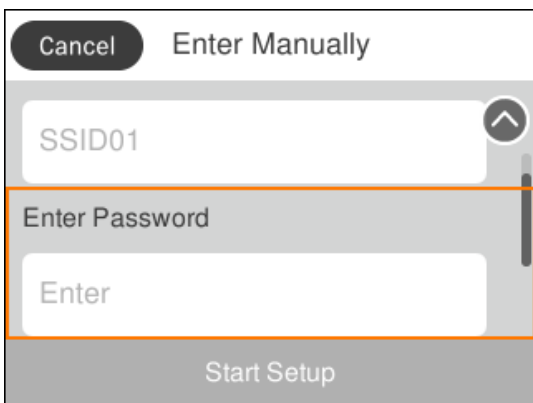 Cancel Enter Manually
SSID01
Enter Password
Enter
Start Setup